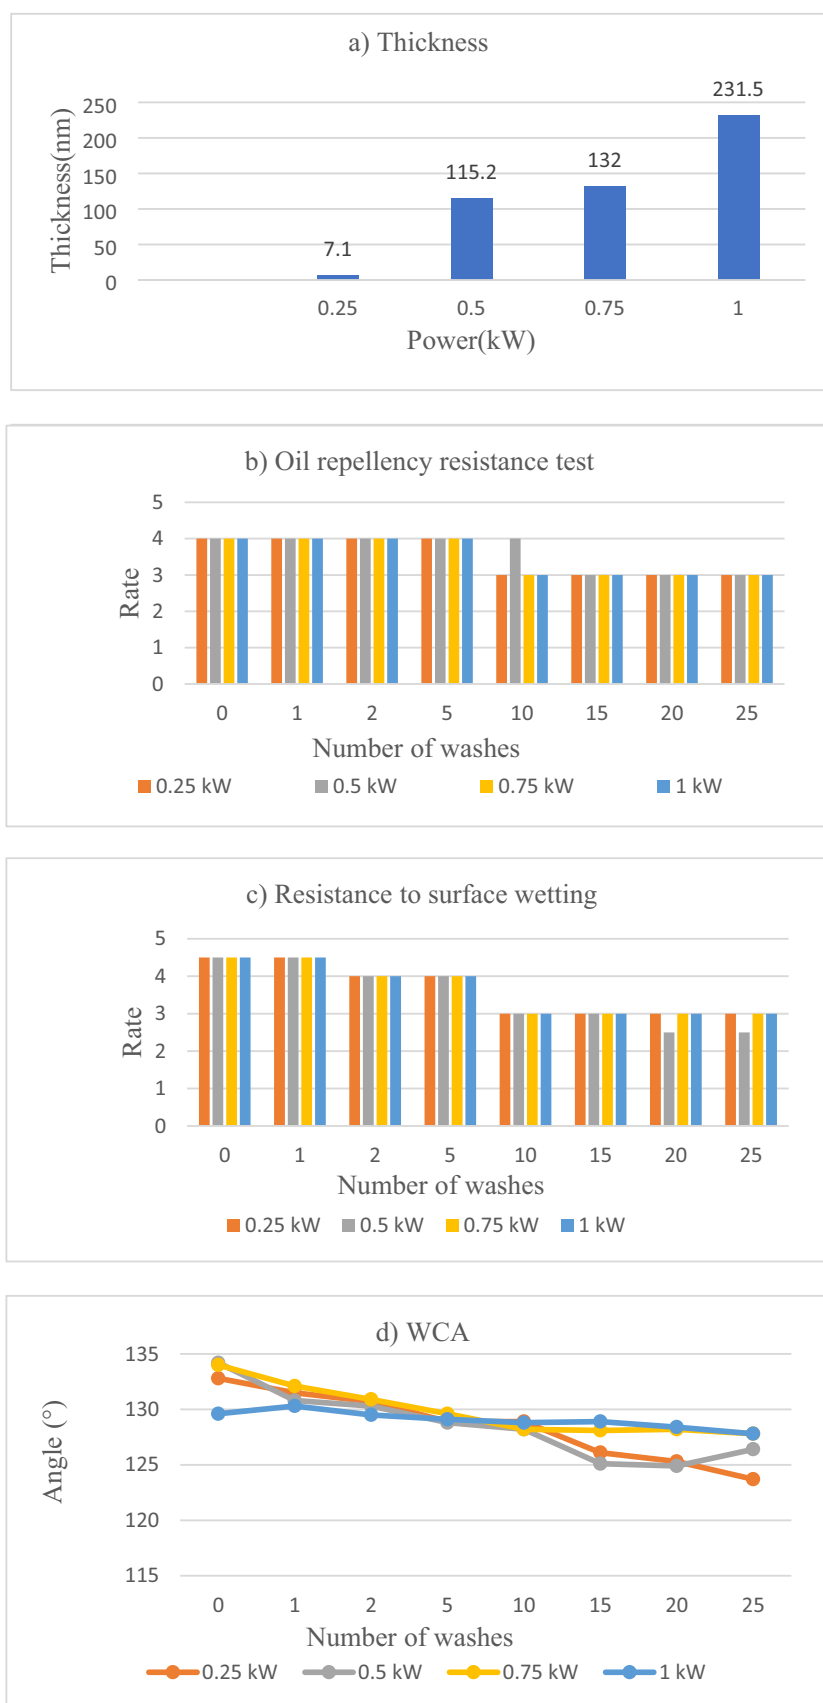 a) Thickness
231.5
250
200
132
115.2
150
100
7.1
50
0
Thickness(nm)
0.25 0.5 0.75 1
Power(kW)
b) Oil repellency resistance test
5
4
3
2
1
0
Rate
0 1 2 5 10 15 20 25
Number of washes
0.25 kW 0.5 kW 0.75 kW 1 kW
c) Resistance to surface wetting
5
4
3
2
1
0
Rate
0 1 2 5 10 15 20 25
Number of washes
0.25 kW 0.5 kW 0.75 kW 1 kW
d) WCA
135
130
125
120
115
Angle (°)
0 1 2 5 10 15 20 25
Number of washes
0.25 kW 0.5 kW 0.75 kW 1 kW